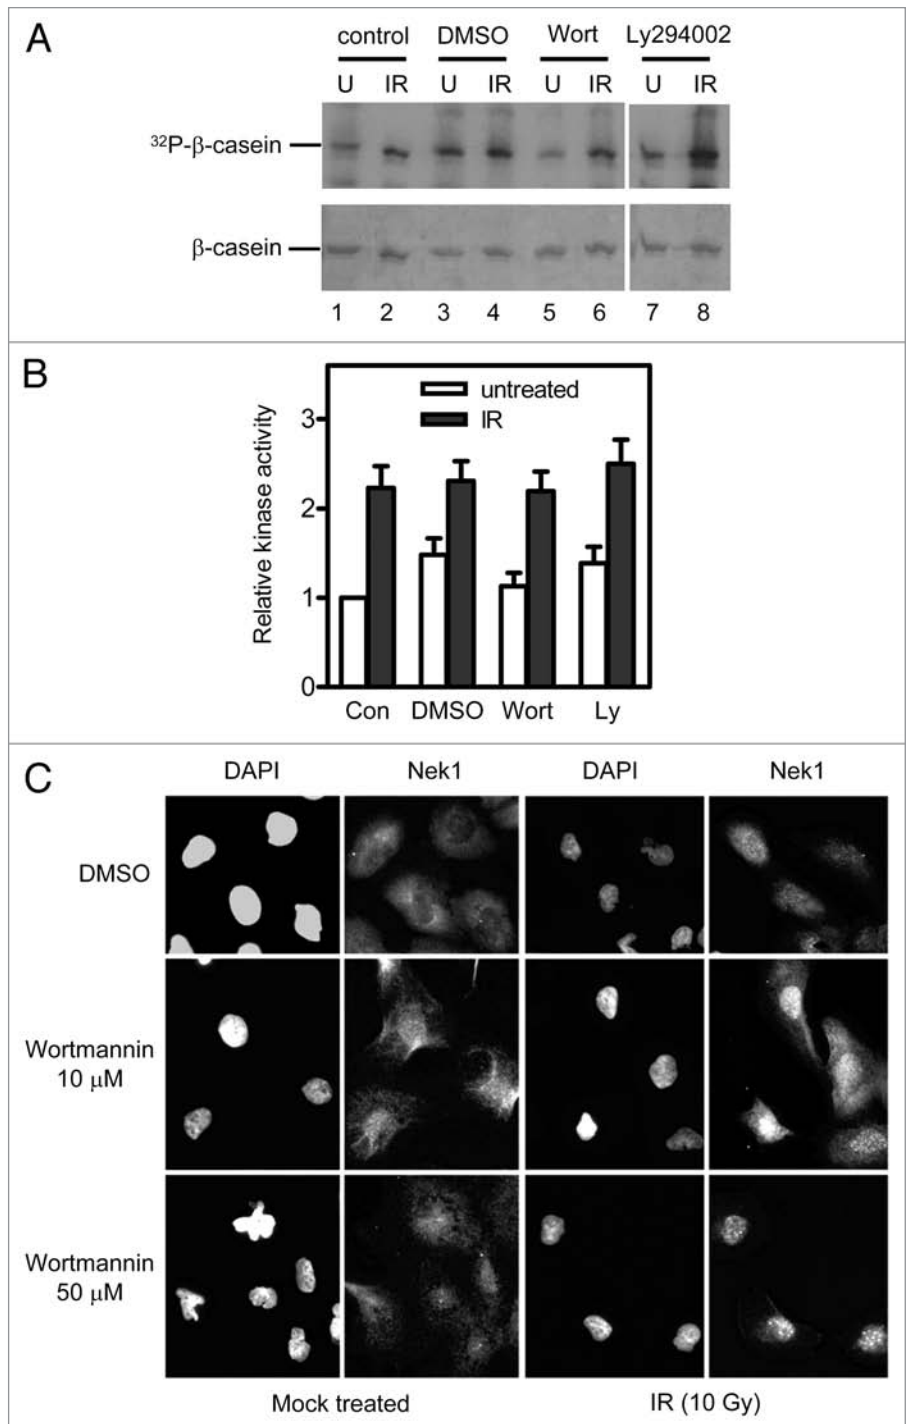 A
control DMSO Wort Ly294002
U IR U IR U IR U IR
³²P-β-casein
β-casein
1 2 3 4 5 6 7 8
B
untreated
IR
Relative kinase activity
3
2
1
0
Con DMSO Wort Ly
C
DAPI Nek1 DAPI Nek1
DMSO
Wortmannin
10 μM
Wortmannin
50 μM
Mock treated IR (10 Gy)